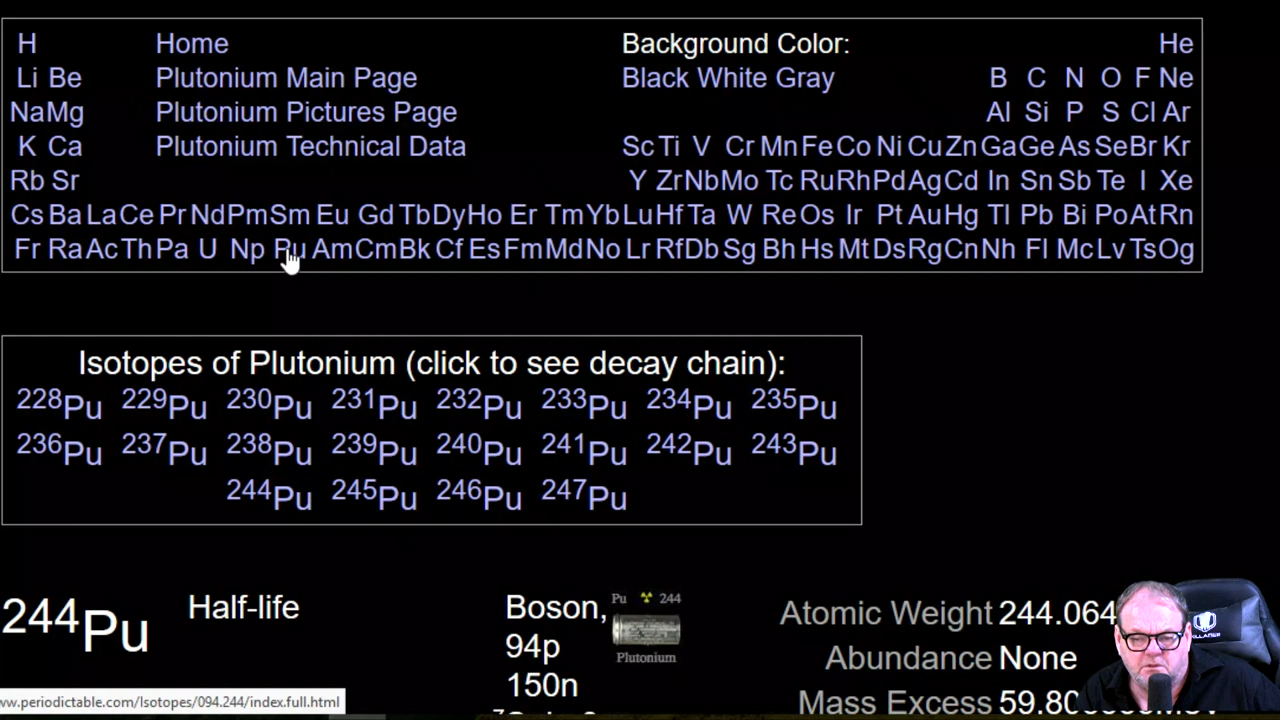 H Home Background Color: He
Li Be Plutonium Main Page Black White Gray B C N O F Ne
Na Mg Plutonium Pictures Page Al Si P S Cl Ar
K Ca Plutonium Technical Data Sc Ti V Cr Mn Fe Co Ni Cu Zn Ga Ge As Se Br Kr
Rb Sr Y Zr Nb Mo Tc Ru Rh Pd Ag Cd In Sn Sb Te I Xe
Cs Ba La Ce Pr Nd Pm Sm Eu Gd Tb Dy Ho Er Tm Yb Lu Hf Ta W Re Os Ir Pt Au Hg Tl Pb Bi Po At Rn
Fr Ra Ac Th Pa U Np Pu Am Cm Bk Cf Es Fm Md No Lr Rf Db Sg Bh Hs Mt Ds Rg Cn Nh Fl Mc Lv Ts Og
Isotopes of Plutonium (click to see decay chain):
228Pu 229Pu 230Pu 231Pu 232Pu 233Pu 234Pu 235Pu
236Pu 237Pu 238Pu 239Pu 240Pu 241Pu 242Pu 243Pu
244Pu 245Pu 246Pu 247Pu
244Pu Half-life
Boson,
94p
150n
Pu 244
Plutonium
Atomic Weight 244.064
Abundance None
Mass Excess 59.80
ww.periodictable.com/Isotopes/094.244/index.full.html